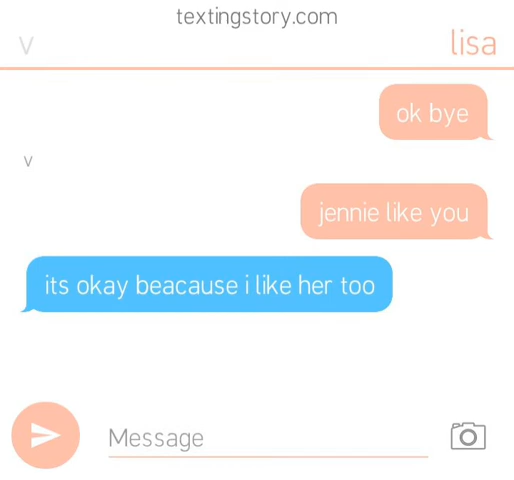 textingstory.com
V lisa
ok bye
V
jennie like you
its okay beacause i like her too
Message